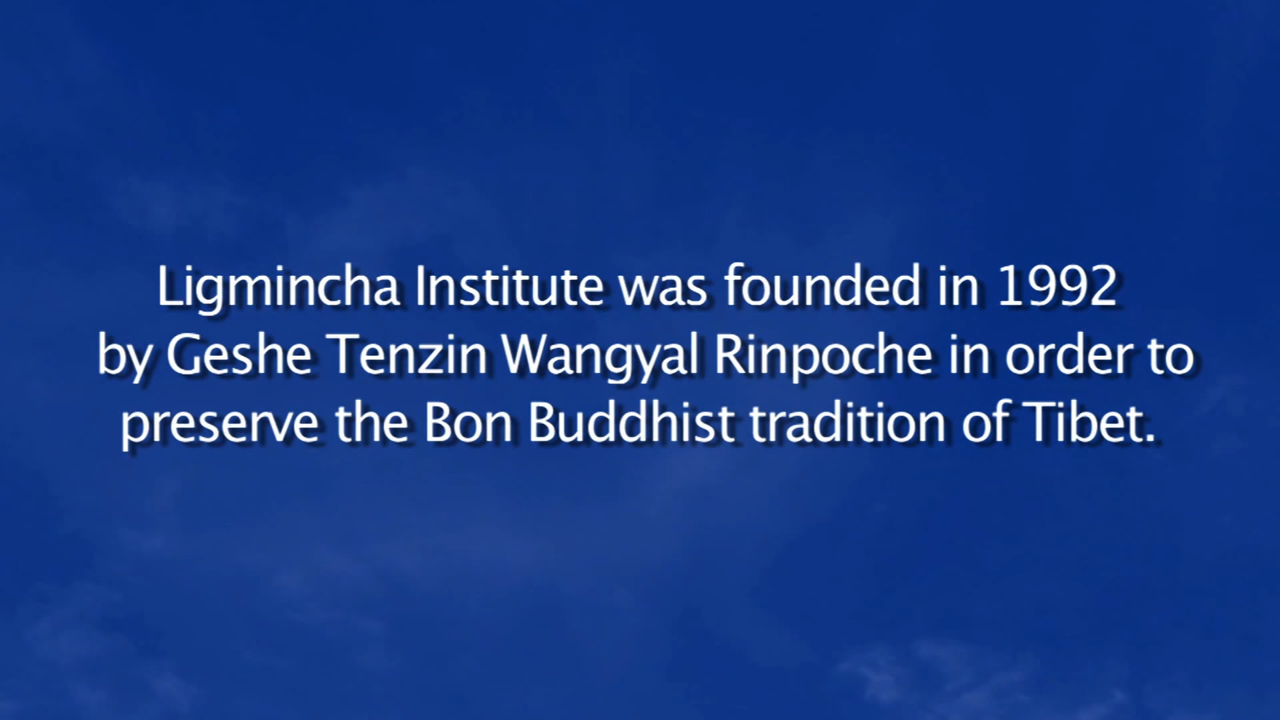 Ligmincha Institute was founded in 1992
by Geshe Tenzin Wangyal Rinpoche in order to
preserve the Bon Buddhist tradition of Tibet.